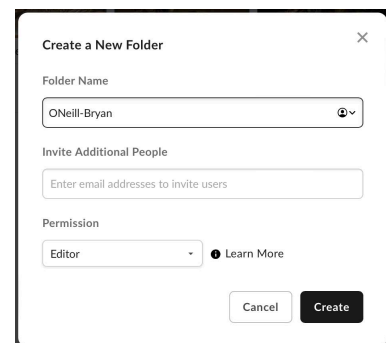 Create a New Folder
Folder Name
ONeill-Bryan
Invite Additional People
Enter email addresses to invite users
Permission
Editor
Learn More
Cancel
Create